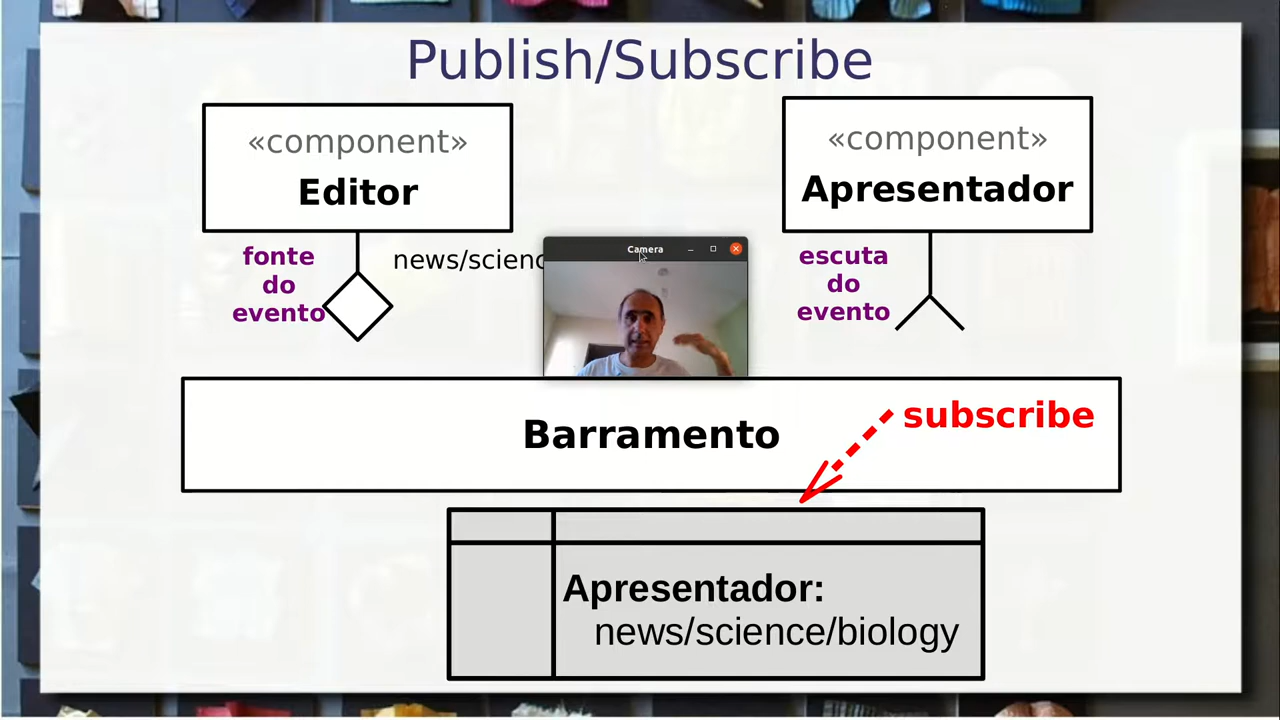 Publish/Subscribe
«component»
Editor
«component»
Apresentador
fonte
do
evento
news/scienc
Camera
escuta
do
evento
Barramento
subscribe
Apresentador:
news/science/biology